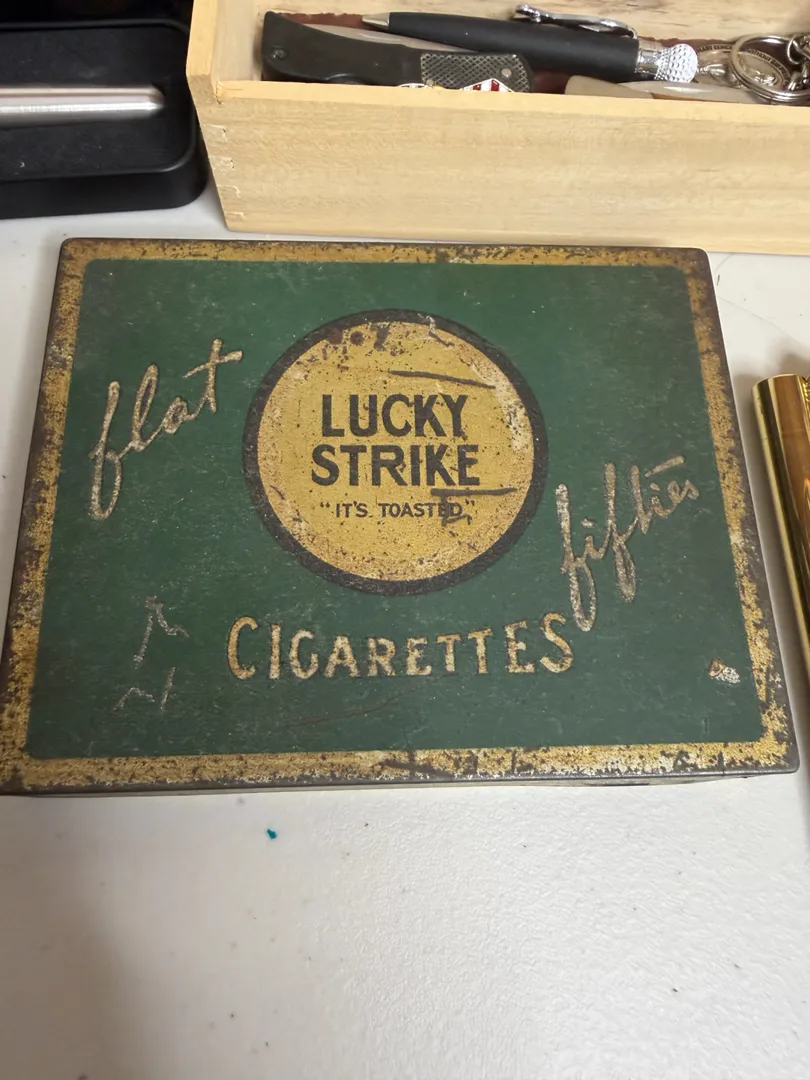 flat
LUCKY
STRIKE
"IT'S TOASTED"
fifties
CIGARETTES